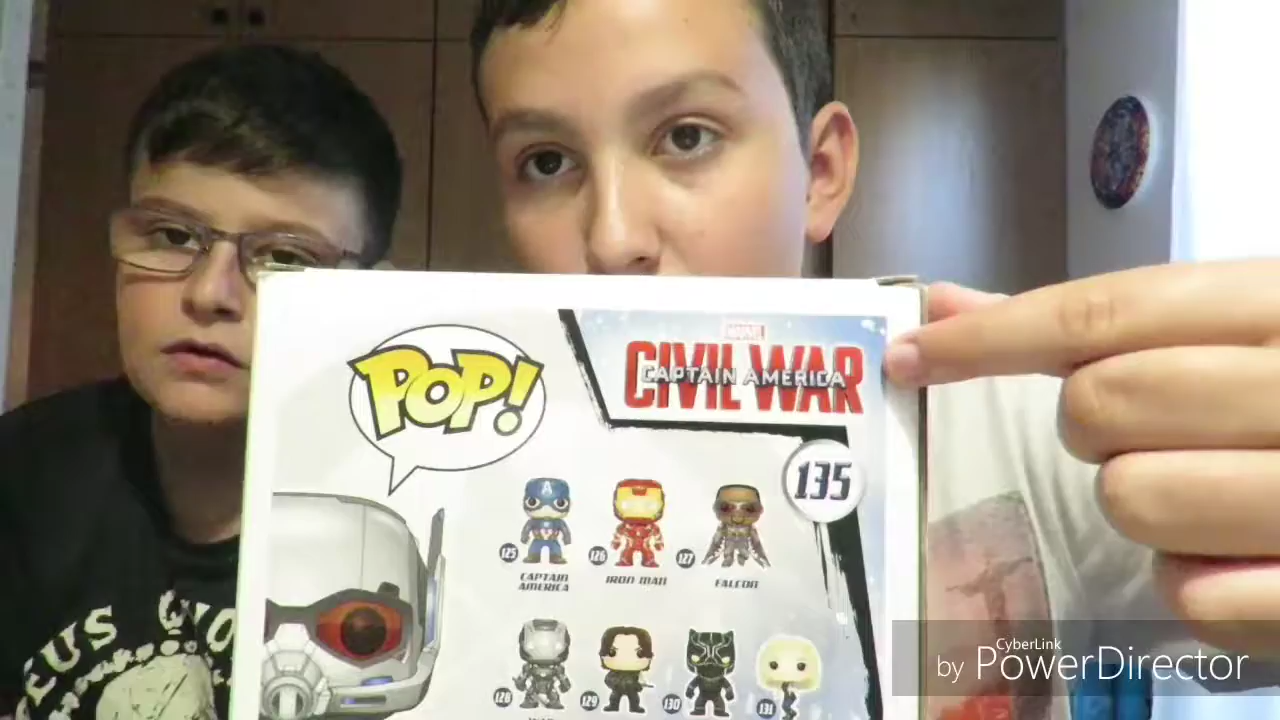 POP!
MARVEL
CIVIL WAR
CAPTAIN AMERICA
135
125
CAPTAIN
AMERICA
126
IRON MAN
127
FALCON
128
129
130
131
EUS
CyberLink
by PowerDirector